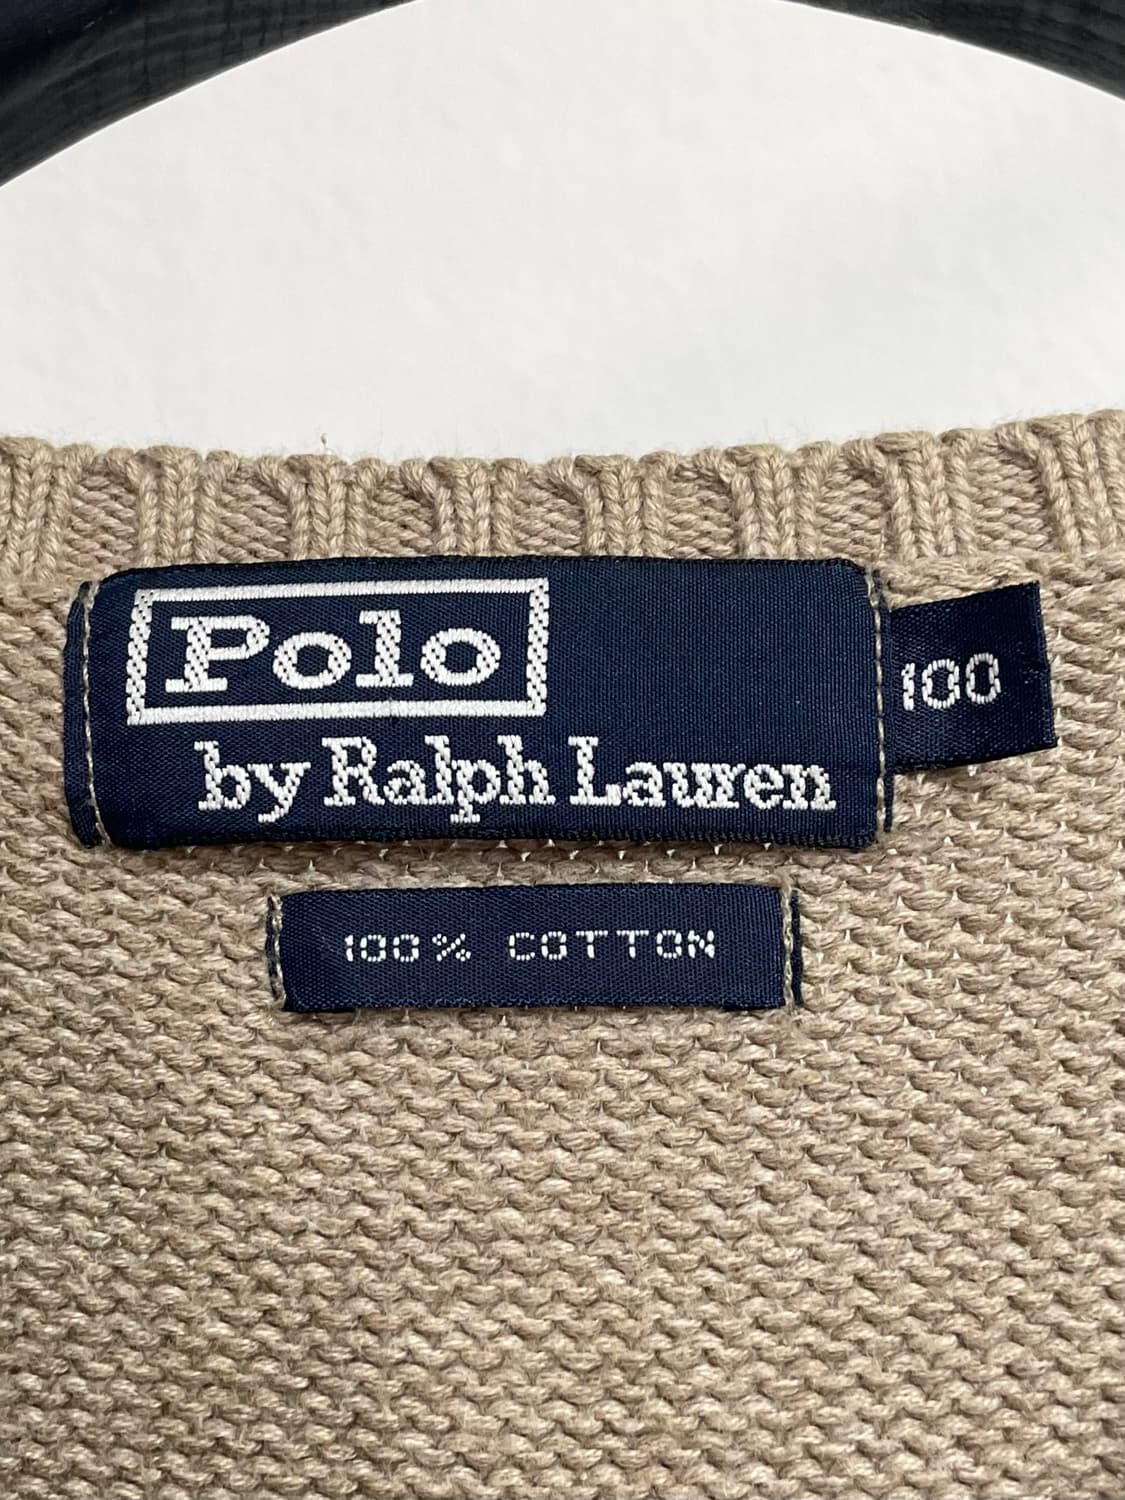 Polo
by Ralph Lauren
100
100% COTTON